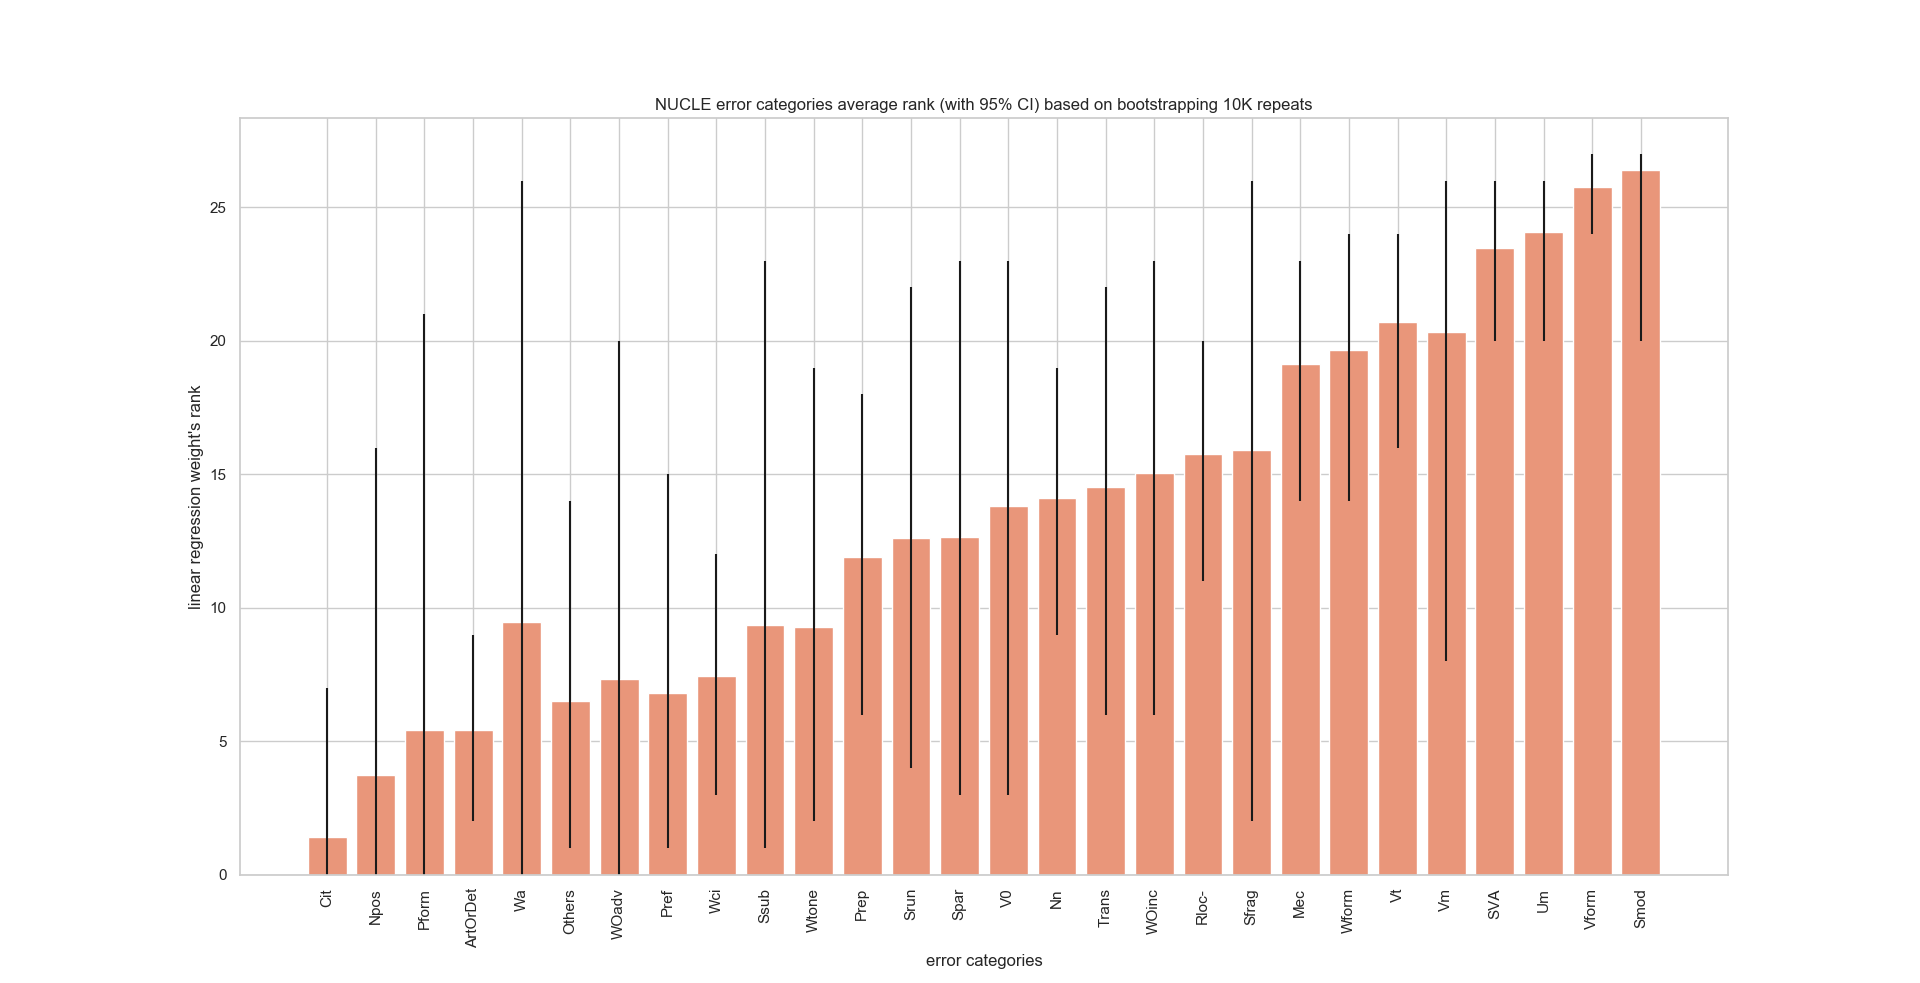 NUCLE error categories average rank (with 95% CI) based on bootstrapping 10K repeats
linear regression weight's rank
25
20
15
10
5
0
Cit
Npos
Pform
ArtOrDet
Wa
Others
WOadv
Pref
Wci
Ssub
Wtone
Prep
Srun
Spar
V0
Nn
Trans
WOinc
Rloc-
Sfrag
Mec
Wform
Vt
Vm
SVA
Um
Vform
Smod
error categories